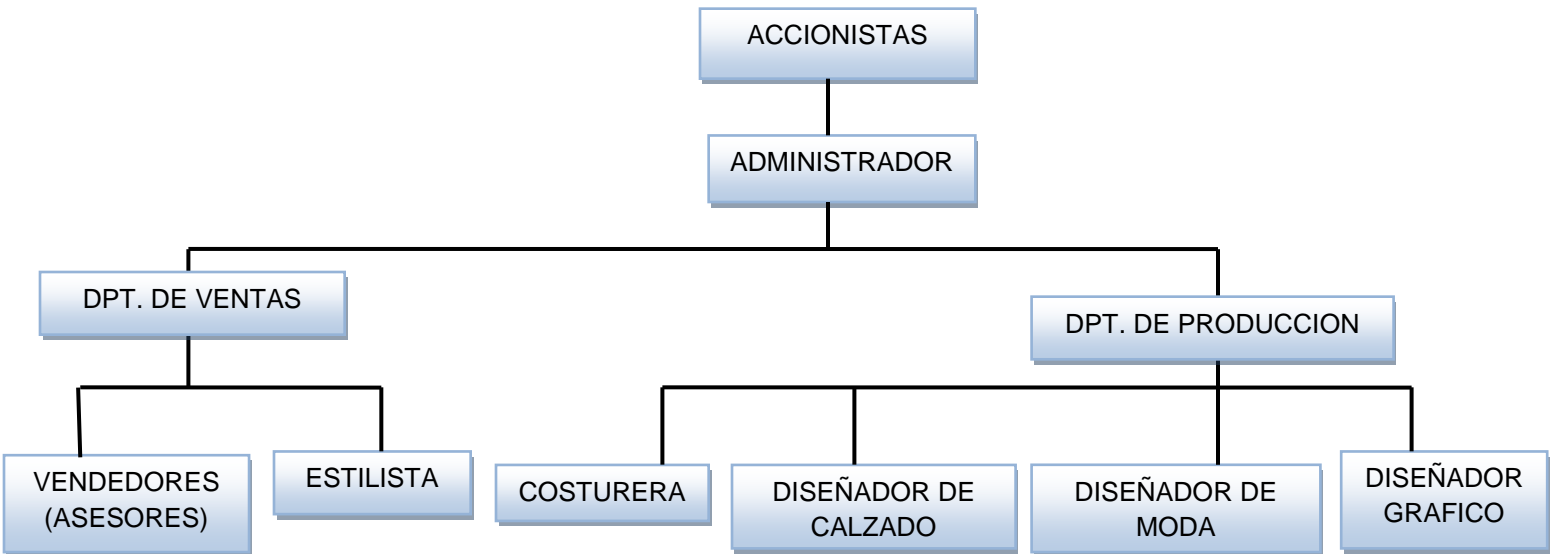 ACCIONISTAS
ADMINISTRADOR
DPT. DE VENTAS
DPT. DE PRODUCCION
VENDEDORES
(ASESORES)
ESTILISTA
COSTURERA
DISEÑADOR DE
CALZADO
DISEÑADOR DE
MODA
DISEÑADOR
GRAFICO